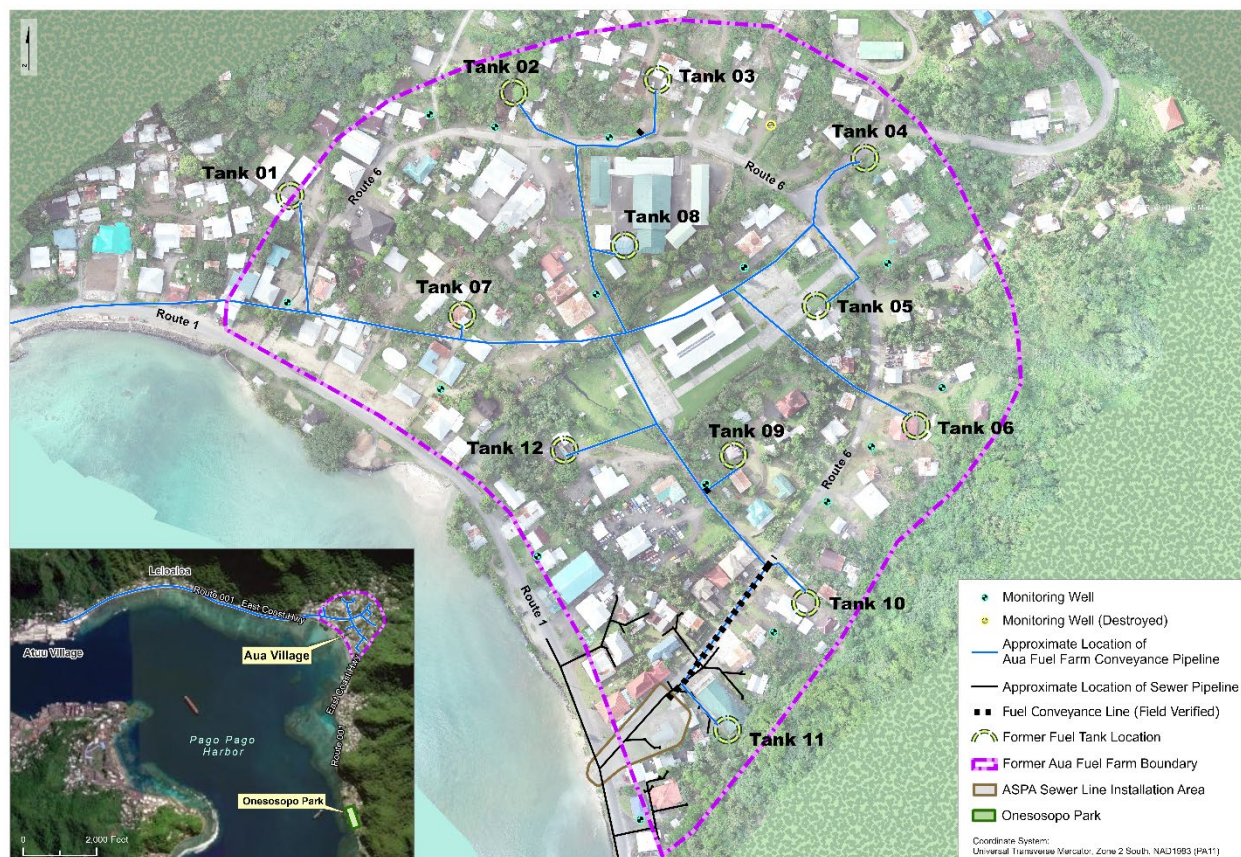 N
Tank 02
Tank 03
Tank 04
Tank 01
Route 6
Route 6
Tank 08
Tank 07
Route 1
Tank 05
Tank 09
Tank 06
Tank 12
Route 6
Route 1
Tank 10
Tank 11
Leloaloa
Route 001
East Coast Hwy
Atuu Village
Aua Village
East Coast Hwy
Route 001
Pago Pago
Harbor
Onesosopo Park
0
2,000 Feet
Monitoring Well
Monitoring Well (Destroyed)
Approximate Location of
Aua Fuel Farm Conveyance Pipeline
Approximate Location of Sewer Pipeline
Fuel Conveyance Line (Field Verified)
Former Fuel Tank Location
Former Aua Fuel Farm Boundary
ASPA Sewer Line Installation Area
Onesosopo Park
Coordinate System:
Universal Transverse Mercator, Zone 2 South, NAD1983 (PA11)